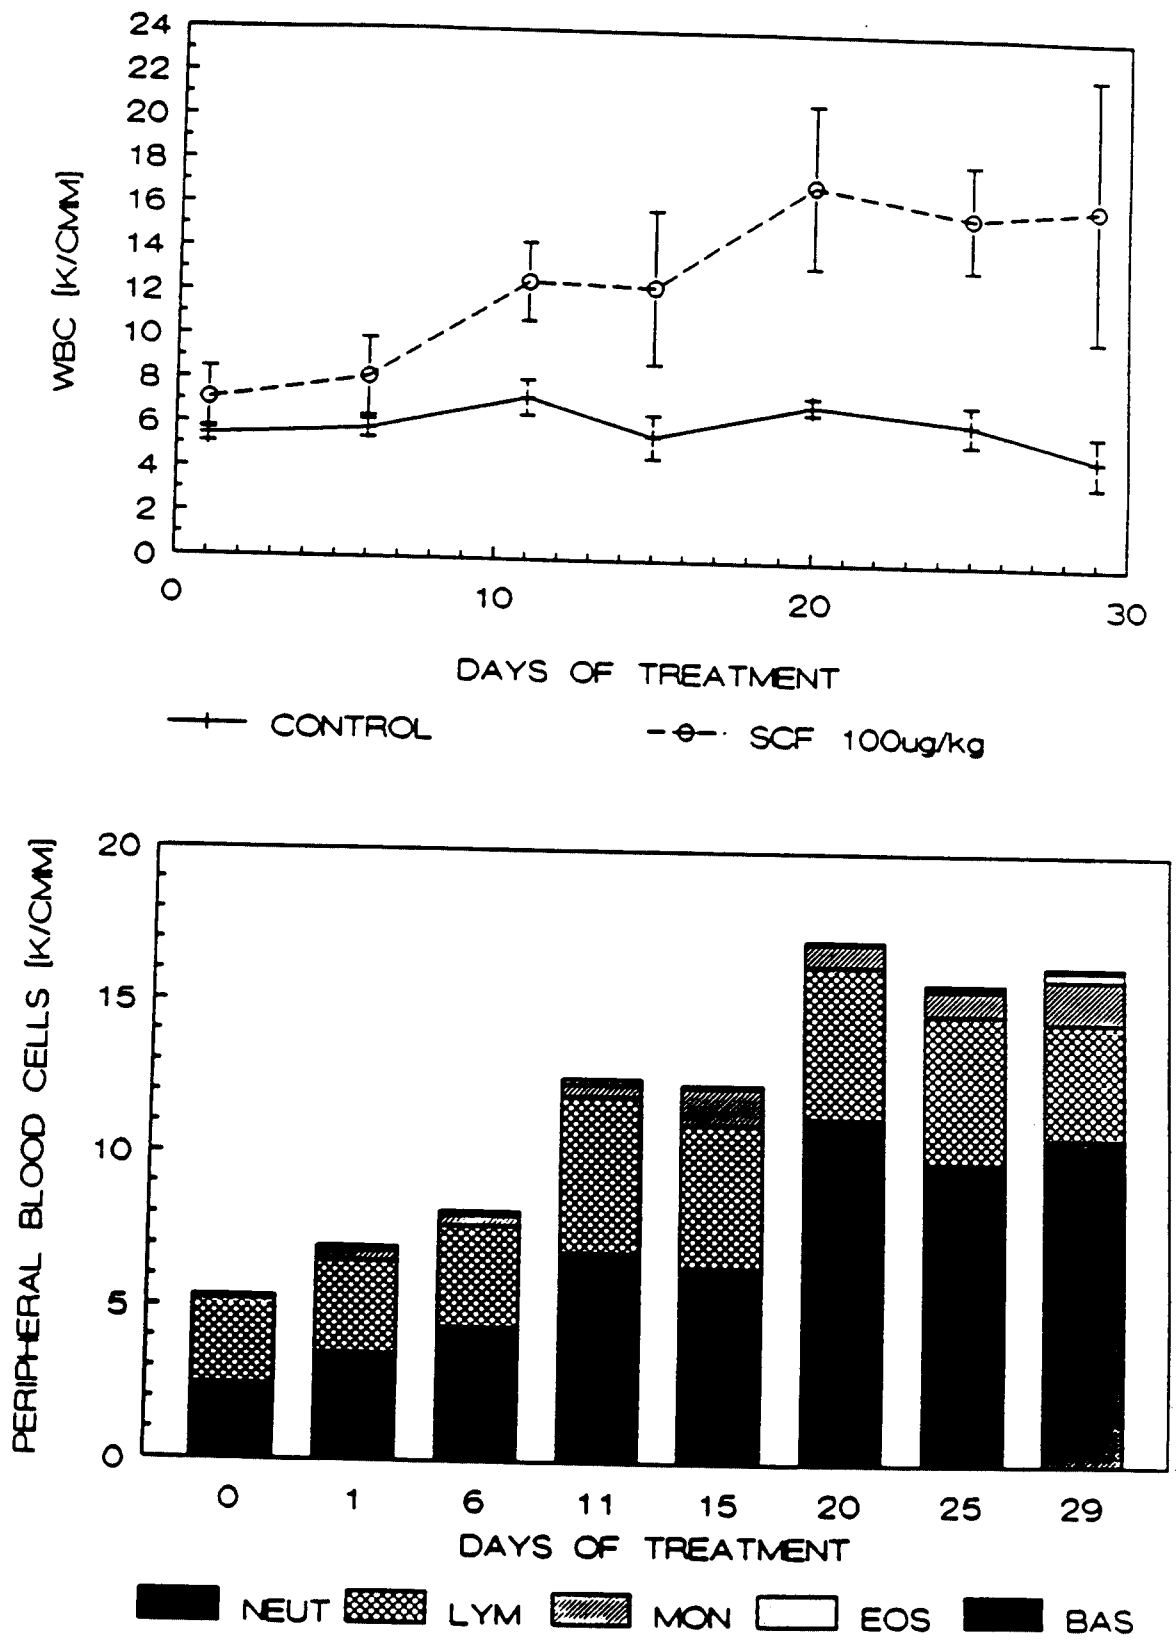 24
22
20
18
16
14
12
10
8
6
4
2
0
WBC [K/CMM]
0 10 20 30
DAYS OF TREATMENT
CONTROL SCF 100ug/kg
20
15
10
5
0
PERIPHERAL BLOOD CELLS [K/CMM]
0 1 6 11 15 20 25 29
DAYS OF TREATMENT
NEUT LYM MON EOS BAS